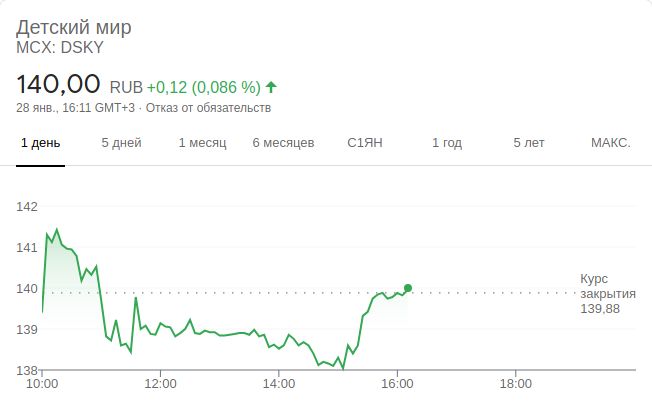 Детский мир
MCX: DSKY
140,00 RUB +0,12 (0,086 %)
28 янв., 16:11 GMT+3 · Отказ от обязательств
1 день 5 дней 1 месяц 6 месяцев С1ЯН 1 год 5 лет МАКС.
142
141
140
139
138
Курс
закрытия
139,88
10:00 12:00 14:00 16:00 18:00